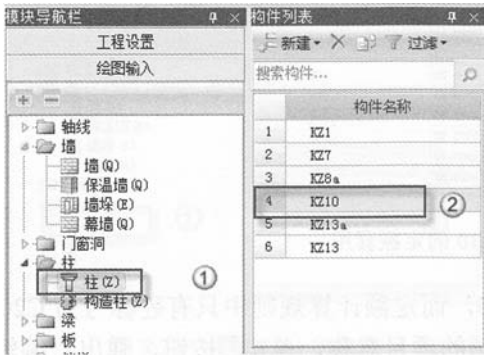 模块导航栏
工程设置
绘图输入
轴线
墙
墙(Q)
保温墙(Q)
墙垛(E)
幕墙(Q)
门窗洞
柱
柱(Z)
构造柱(Z)
梁
板
①
构件列表
新建 过滤
搜索构件...
构件名称
1 KZ1
2 KZ7
3 KZ8a
4 KZ10
5 KZ13a
6 KZ13
②